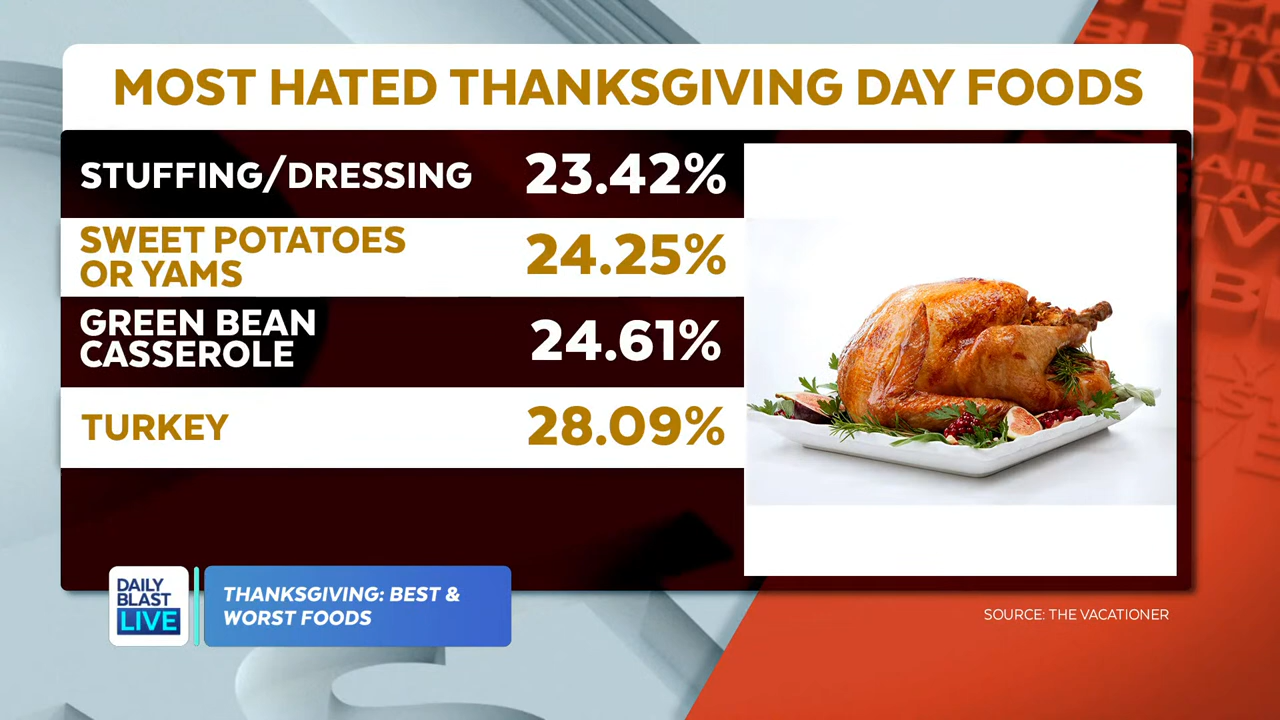 MOST HATED THANKSGIVING DAY FOODS
STUFFING/DRESSING 23.42%
SWEET POTATOES
OR YAMS 24.25%
GREEN BEAN
CASSEROLE 24.61%
TURKEY 28.09%
DAILY
BLAST
LIVE
THANKSGIVING: BEST &
WORST FOODS
SOURCE: THE VACATIONER